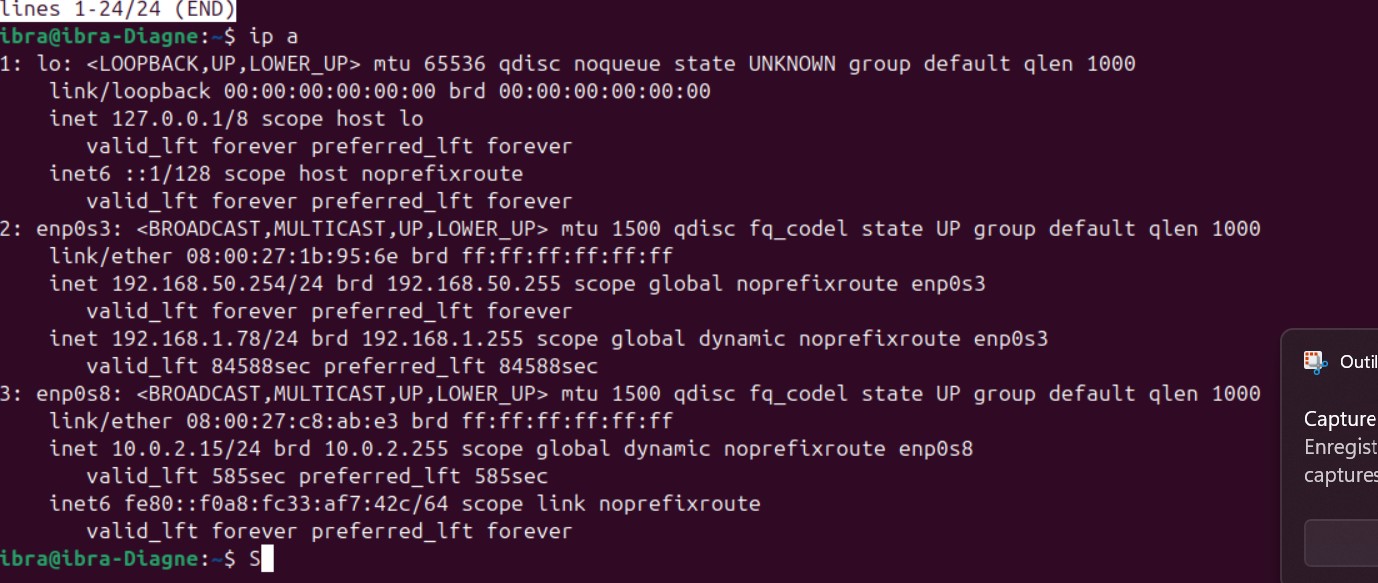 lines 1-24/24 (END)
ibra@ibra-Diagne:~$ ip a
1: lo: <LOOPBACK,UP,LOWER_UP> mtu 65536 qdisc noqueue state UNKNOWN group default qlen 1000
    link/loopback 00:00:00:00:00:00 brd 00:00:00:00:00:00
    inet 127.0.0.1/8 scope host lo
       valid_lft forever preferred_lft forever
    inet6 ::1/128 scope host noprefixroute
       valid_lft forever preferred_lft forever
2: enp0s3: <BROADCAST,MULTICAST,UP,LOWER_UP> mtu 1500 qdisc fq_codel state UP group default qlen 1000
    link/ether 08:00:27:1b:95:6e brd ff:ff:ff:ff:ff:ff
    inet 192.168.50.254/24 brd 192.168.50.255 scope global noprefixroute enp0s3
       valid_lft forever preferred_lft forever
    inet 192.168.1.78/24 brd 192.168.1.255 scope global dynamic noprefixroute enp0s3
       valid_lft 84588sec preferred_lft 84588sec
3: enp0s8: <BROADCAST,MULTICAST,UP,LOWER_UP> mtu 1500 qdisc fq_codel state UP group default qlen 1000
    link/ether 08:00:27:c8:ab:e3 brd ff:ff:ff:ff:ff:ff
    inet 10.0.2.15/24 brd 10.0.2.255 scope global dynamic noprefixroute enp0s8
       valid_lft 585sec preferred_lft 585sec
    inet6 fe80::f0a8:fc33:af7:42c/64 scope link noprefixroute
       valid_lft forever preferred_lft forever
ibra@ibra-Diagne:~$ S
Outil
Capture
Enregist
captures